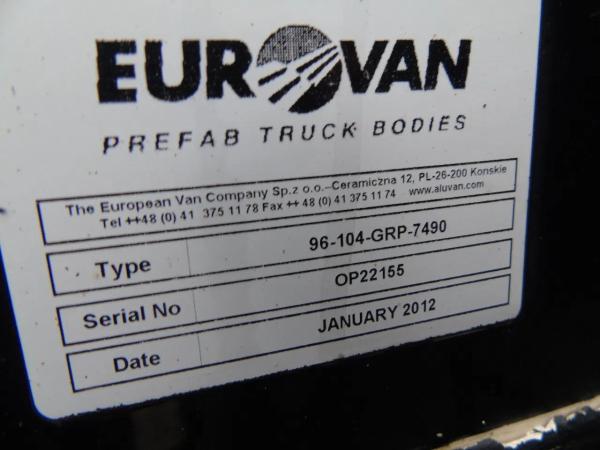 EUROVAN
PREFAB TRUCK BODIES
The European Van Company Sp.z o.o.–Ceramiczna 12, PL-26-200 Konskie
Tel ++48 (0) 41 375 11 78 Fax ++ 48 (0) 41 375 11 74 www.aluvan.com
Type 96-104-GRP-7490
Serial No OP22155
Date JANUARY 2012